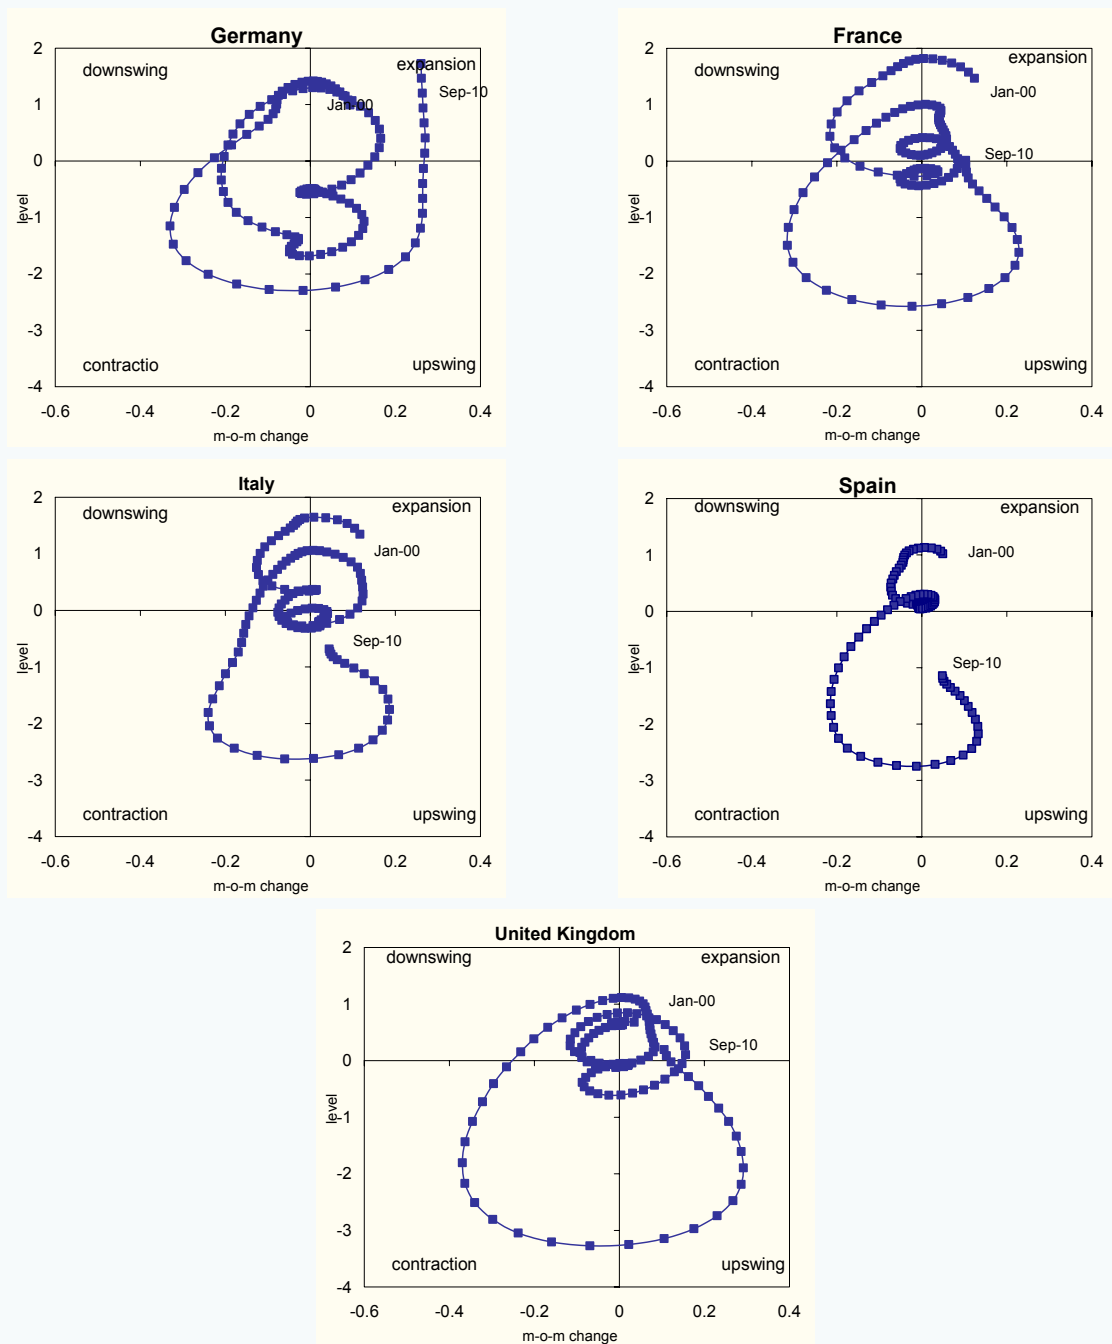 Germany
2
1
0
-1
-2
-3
-4
level
downswing
expansion
Sep-10
Jan-00
contractio
upswing
-0.6
-0.4
-0.2
0
0.2
0.4
m-o-m change
France
2
1
0
-1
-2
-3
-4
level
downswing
expansion
Jan-00
Sep-10
contraction
upswing
-0.6
-0.4
-0.2
0
0.2
0.4
m-o-m change
Italy
2
1
0
-1
-2
-3
-4
level
downswing
expansion
Jan-00
Sep-10
contraction
upswing
-0.6
-0.4
-0.2
0
0.2
0.4
m-o-m change
Spain
2
1
0
-1
-2
-3
-4
level
downswing
expansion
Jan-00
Sep-10
contraction
upswing
-0.6
-0.4
-0.2
0
0.2
0.4
m-o-m change
United Kingdom
2
1
0
-1
-2
-3
-4
level
downswing
expansion
Jan-00
Sep-10
contraction
upswing
-0.6
-0.4
-0.2
0
0.2
0.4
m-o-m change